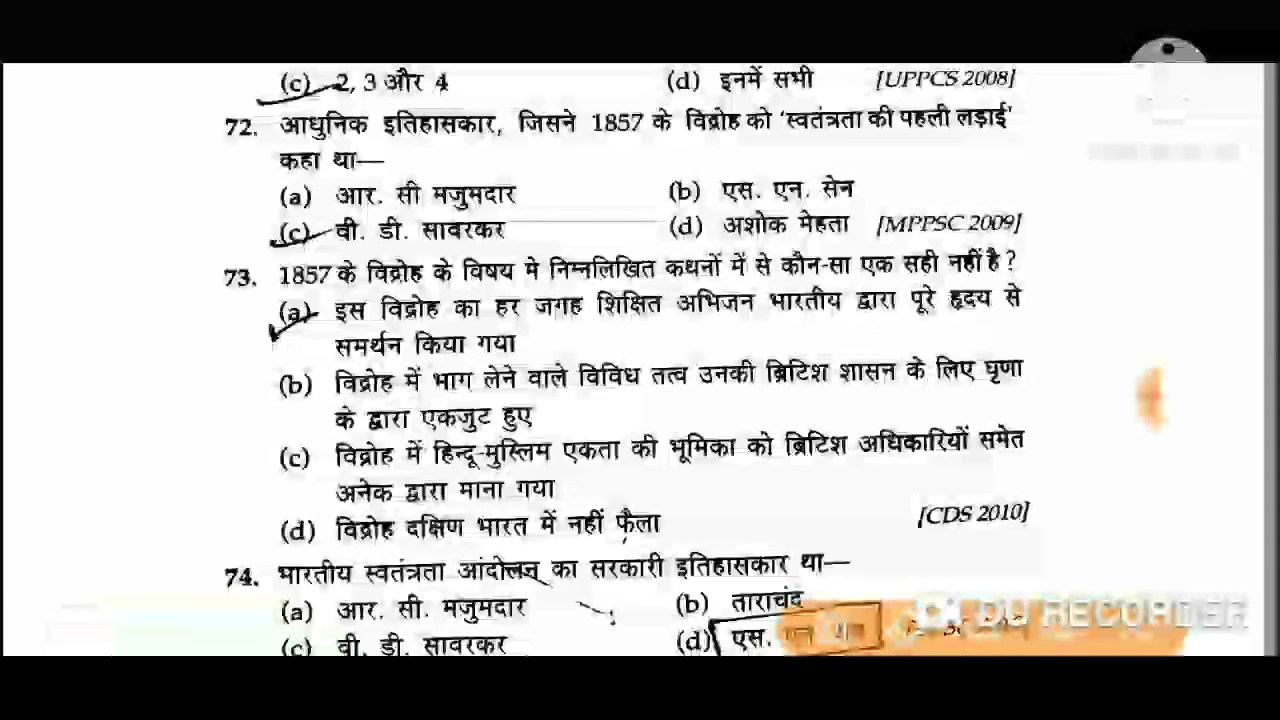 (c) 2, 3 और 4 (d) इनमें सभी [UPPCS 2008]
72. आधुनिक इतिहासकार, जिसने 1857 के विद्रोह को 'स्वतंत्रता की पहली लड़ाई'
कहा था—
(a) आर. सी मजुमदार (b) एस. एन. सेन
(c) वी. डी. सावरकर (d) अशोक मेहता [MPPSC 2009]
73. 1857 के विद्रोह के विषय मे निम्नलिखित कथनों में से कौन-सा एक सही नहीं है ?
(a) इस विद्रोह का हर जगह शिक्षित अभिजन भारतीय द्वारा पूरे हृदय से
समर्थन किया गया
(b) विद्रोह में भाग लेने वाले विविध तत्व उनकी ब्रिटिश शासन के लिए घृणा
के द्वारा एकजुट हुए
(c) विद्रोह में हिन्दू-मुस्लिम एकता की भूमिका को ब्रिटिश अधिकारियों समेत
अनेक द्वारा माना गया
(d) विद्रोह दक्षिण भारत में नहीं फैला [CDS 2010]
74. भारतीय स्वतंत्रता आंदोलन का सरकारी इतिहासकार था—
(a) आर. सी. मजूमदार (b) ताराचंद
(c) वी. डी. सावरकर (d) एस.
DU RECORDER